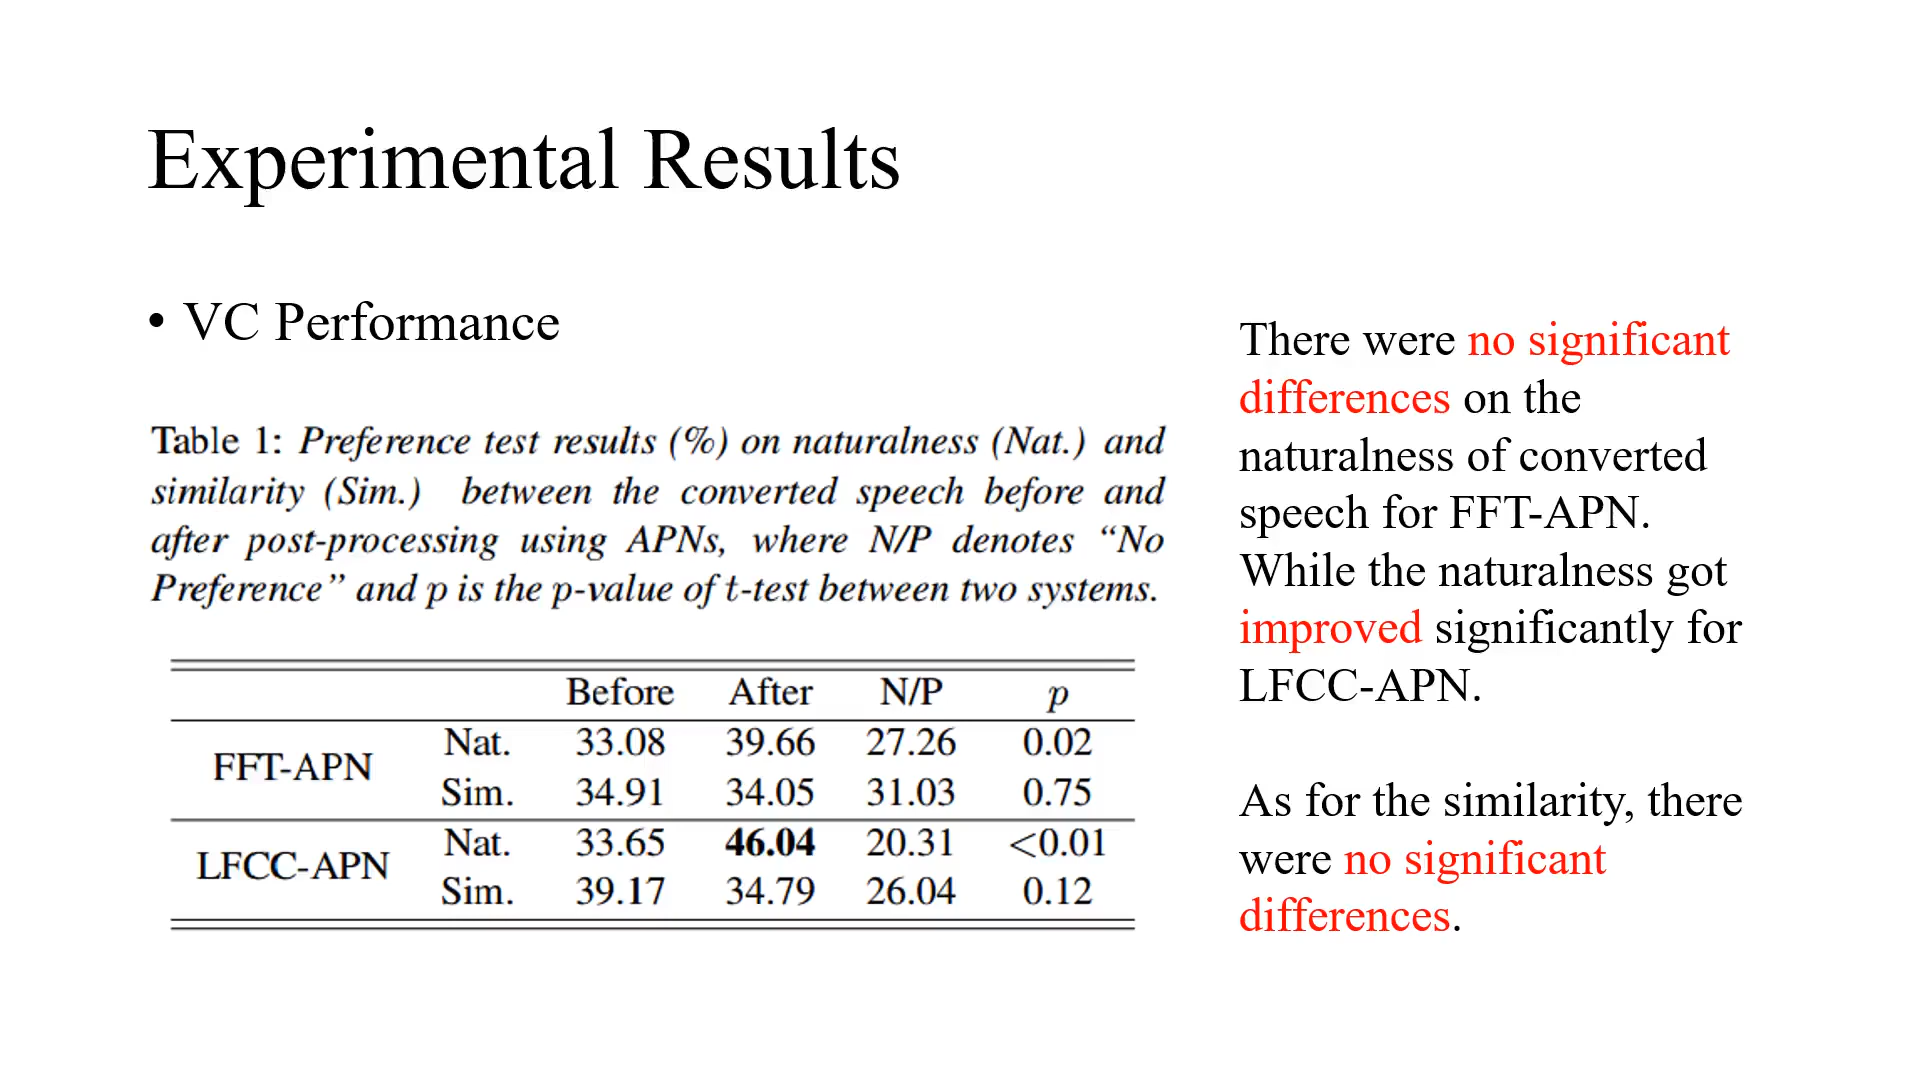 Experimental Results
• VC Performance
Table 1: Preference test results (%) on naturalness (Nat.) and
similarity (Sim.) between the converted speech before and
after post-processing using APNs, where N/P denotes “No
Preference” and p is the p-value of t-test between two systems.
Before After N/P p
FFT-APN Nat. 33.08 39.66 27.26 0.02
Sim. 34.91 34.05 31.03 0.75
LFCC-APN Nat. 33.65 46.04 20.31 <0.01
Sim. 39.17 34.79 26.04 0.12
There were no significant
differences on the
naturalness of converted
speech for FFT-APN.
While the naturalness got
improved significantly for
LFCC-APN.
As for the similarity, there
were no significant
differences.